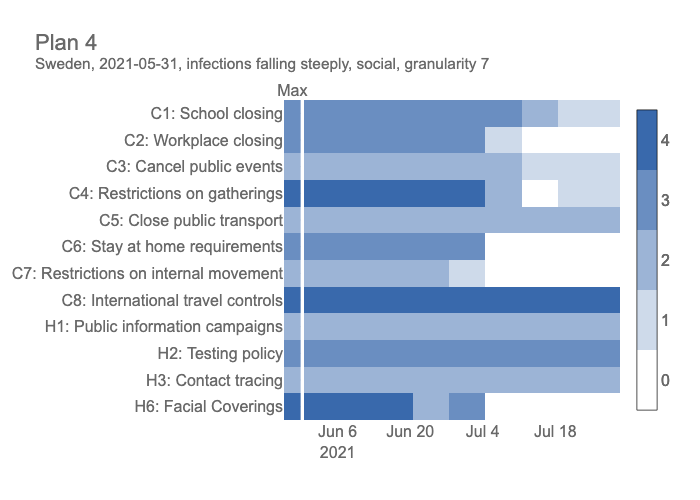 Plan 4
Sweden, 2021-05-31, infections falling steeply, social, granularity 7
Max
C1: School closing
C2: Workplace closing
C3: Cancel public events
C4: Restrictions on gatherings
C5: Close public transport
C6: Stay at home requirements
C7: Restrictions on internal movement
C8: International travel controls
H1: Public information campaigns
H2: Testing policy
H3: Contact tracing
H6: Facial Coverings
4
3
2
1
0
Jun 6 Jun 20 Jul 4 Jul 18
2021